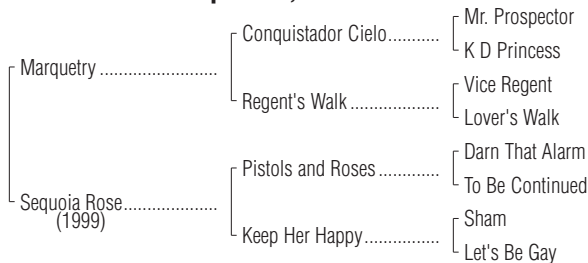 Mr. Prospector
Conquistador Cielo...........
K D Princess
Marquetry ........................
Vice Regent
Regent's Walk ..................
Lover's Walk
Darn That Alarm
Pistols and Roses.............
To Be Continued
Sequoia Rose...................
(1999)
Sham
Keep Her Happy...............
Let's Be Gay